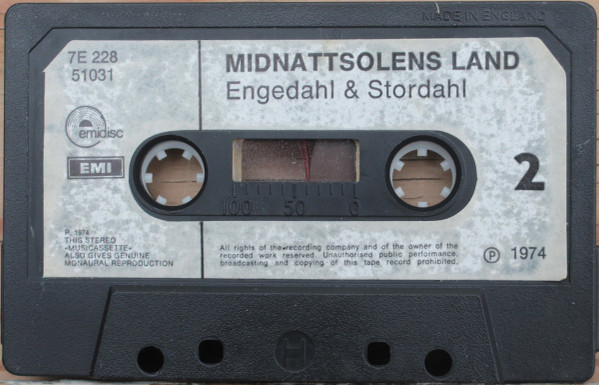 MADE IN ENGLAND
7E 228
51031
MIDNATTSOLENS LAND
Engedahl & Stordahl
emidisc
EMI
2
100 50 0
P. 1974
THIS STEREO
«MUSICASSETTE»
ALSO GIVES GENUINE
MONAURAL REPRODUCTION
All rights of the recording company and of the owner of the
recorded work reserved. Unauthorised public performance,
broadcasting and copying of this tape record prohibited.
Ⓟ 1974
H